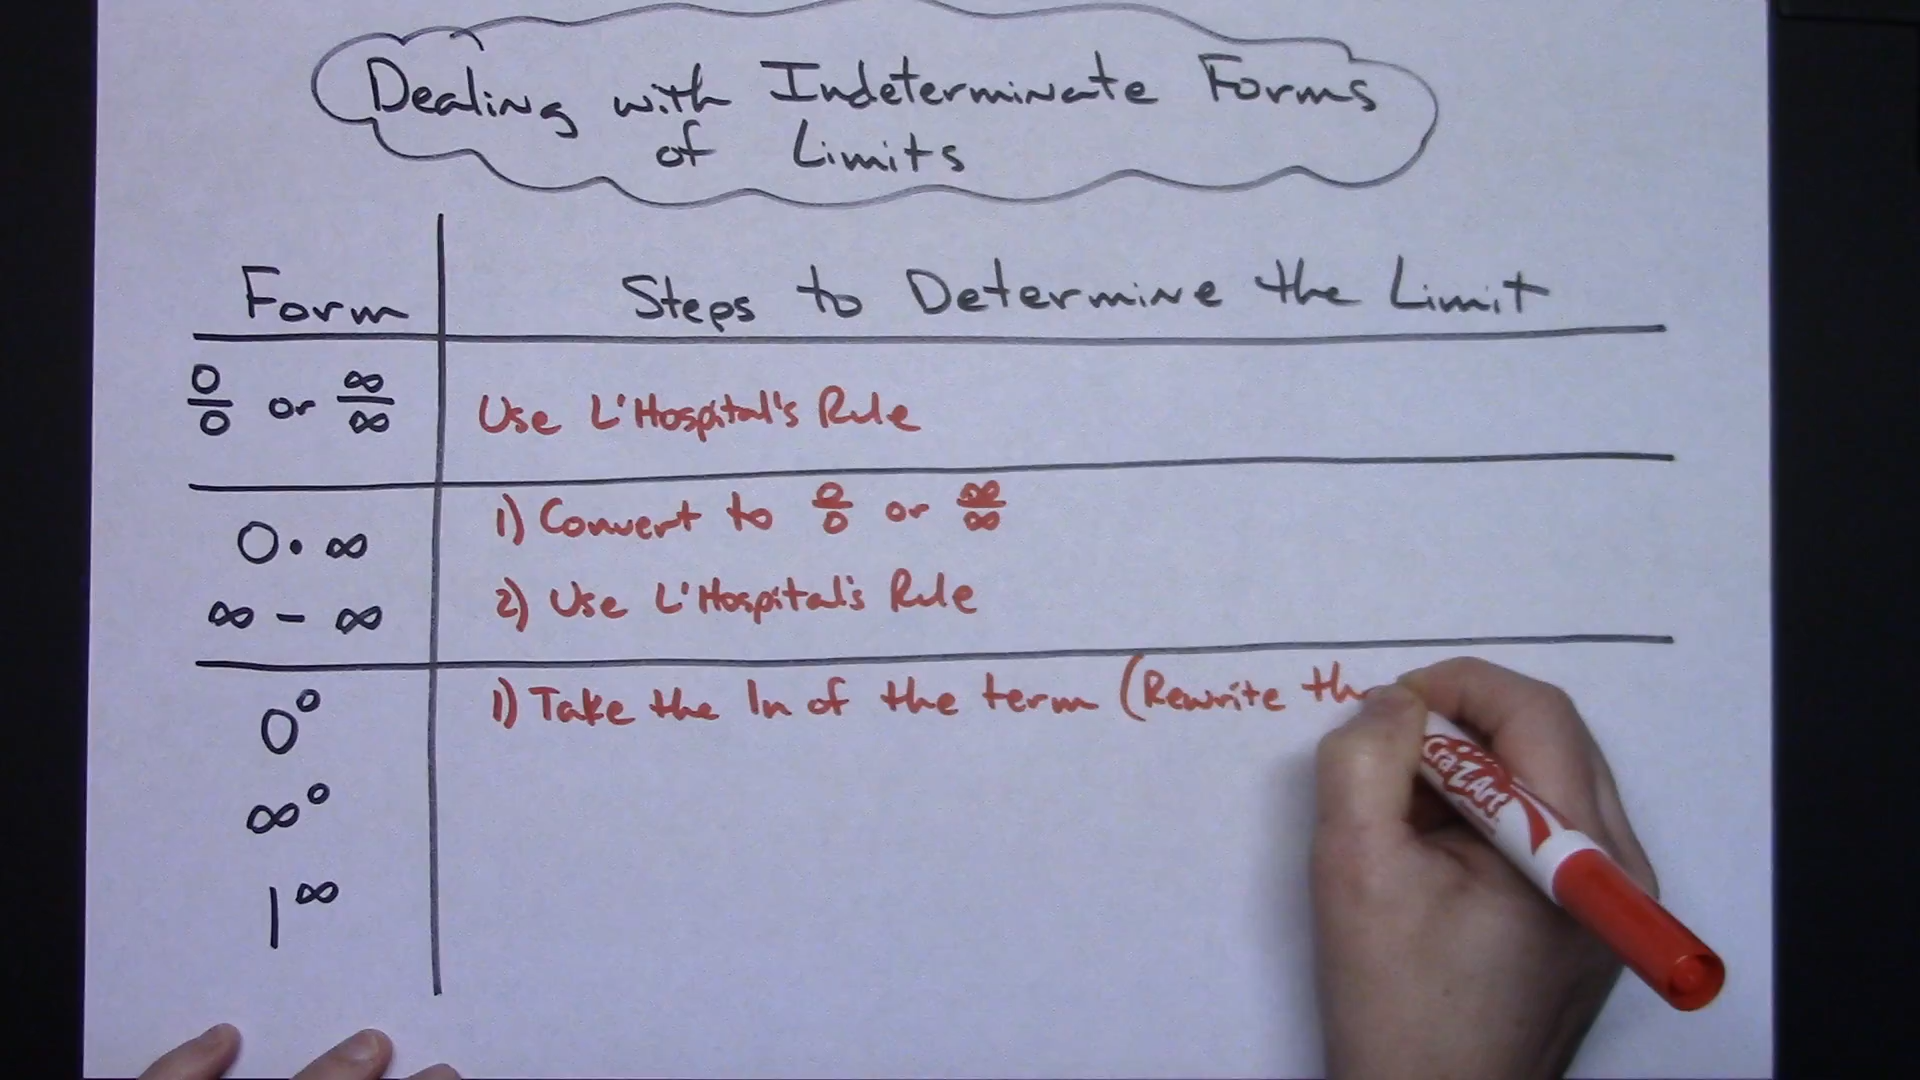 Dealing with Indeterminate Forms
of Limits
Form
Steps to Determine the Limit
0/0 or ∞/∞
Use L'Hospital's Rule
0 · ∞
∞ - ∞
1) Convert to 0/0 or ∞/∞
2) Use L'Hospital's Rule
0⁰
∞⁰
1^∞
1) Take the ln of the term (Rewrite th
Cra-Z-Art